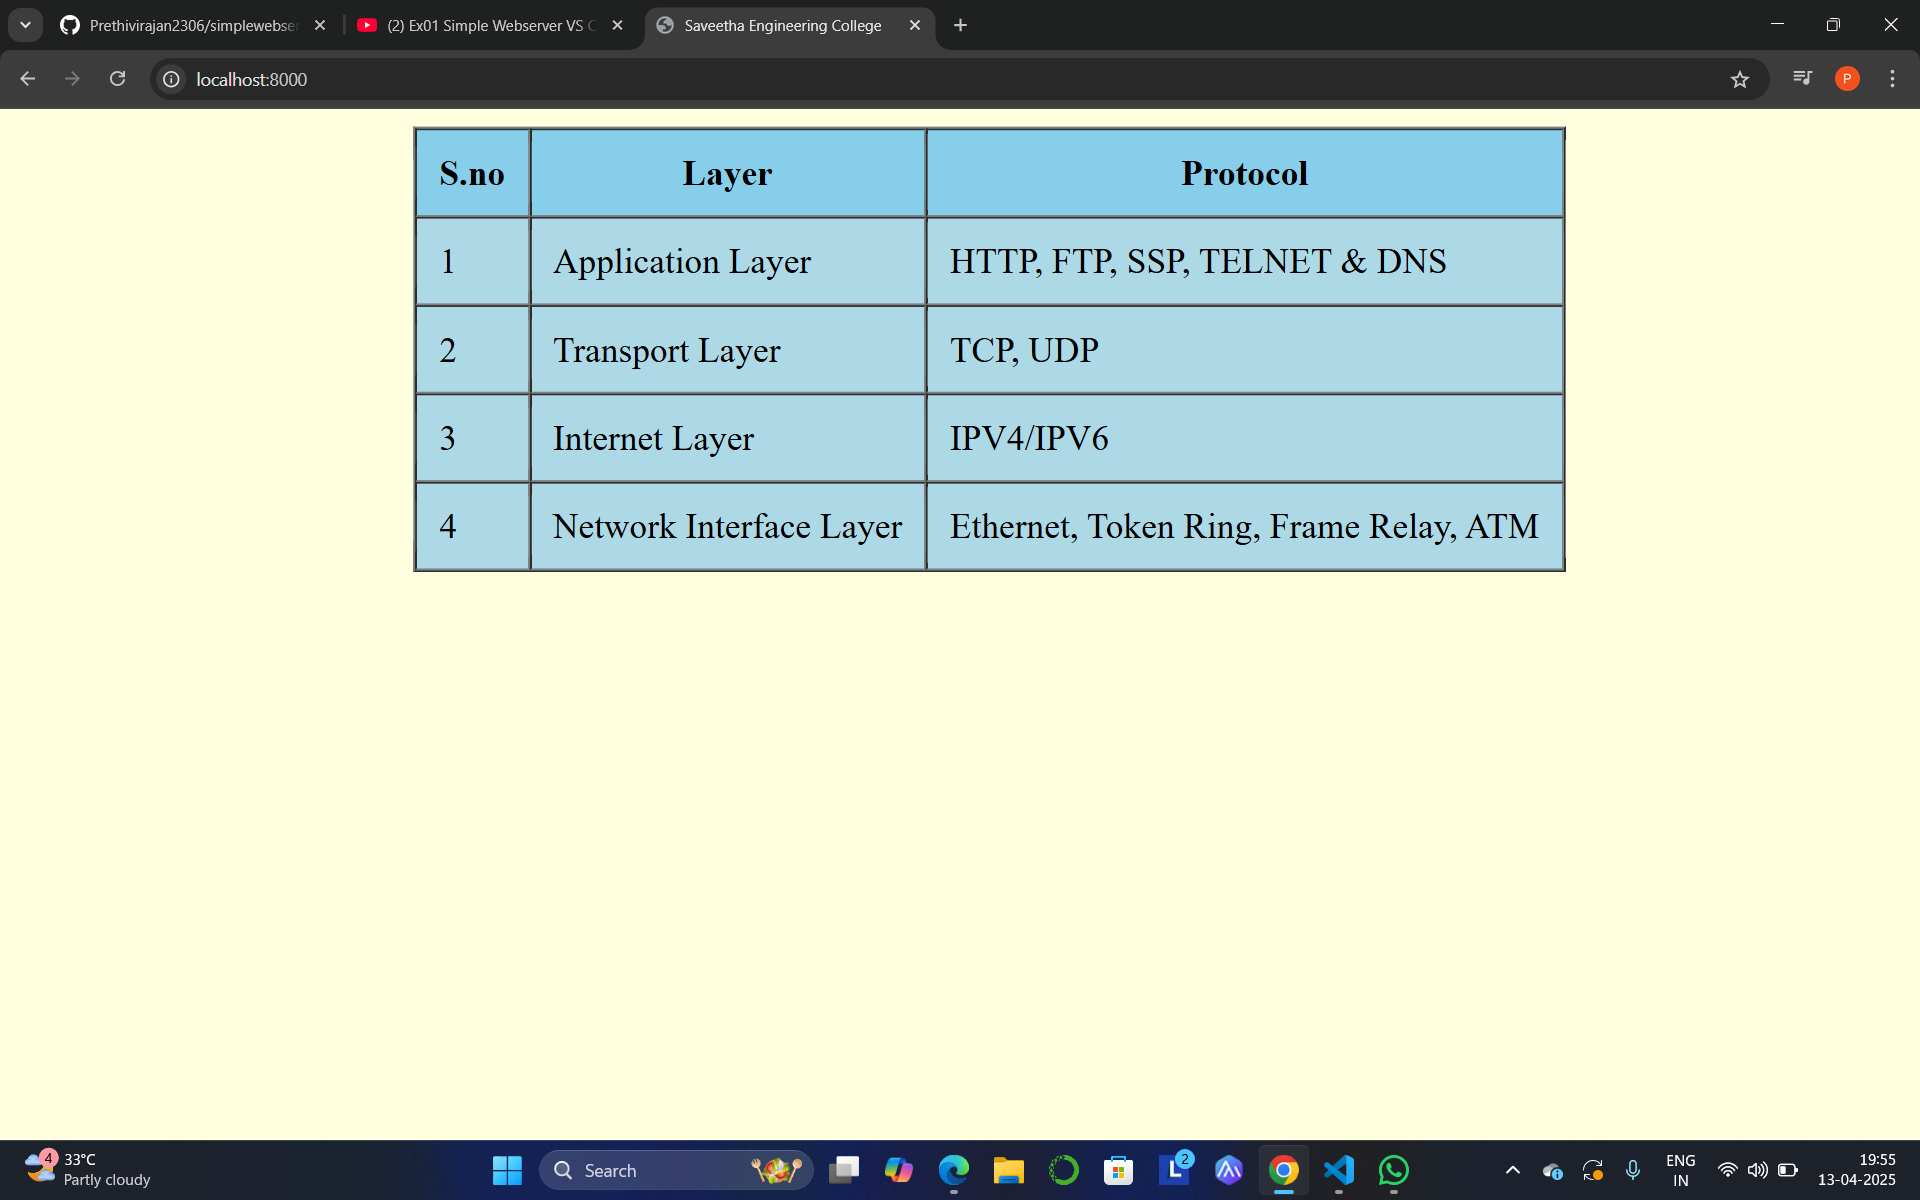 Prethivirajan2306/simplewebse
(2) Ex01 Simple Webserver VS C
Saveetha Engineering College
localhost:8000
P
S.no Layer Protocol
1 Application Layer HTTP, FTP, SSP, TELNET & DNS
2 Transport Layer TCP, UDP
3 Internet Layer IPV4/IPV6
4 Network Interface Layer Ethernet, Token Ring, Frame Relay, ATM
4
33°C
Partly cloudy
Search
L
2
ENG
IN
19:55
13-04-2025